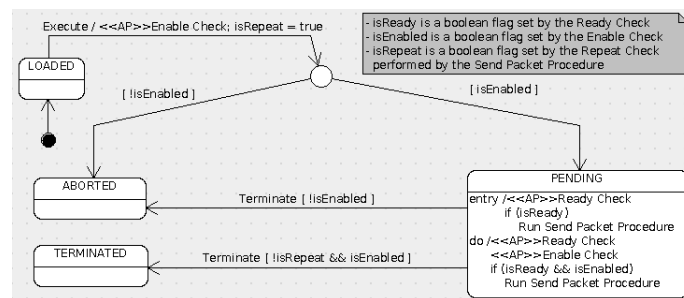 Execute / <<AP>>Enable Check; isRepeat = true
- isReady is a boolean flag set by the Ready Check
- isEnabled is a boolean flag set by the Enable Check
- isRepeat is a boolean flag set by the Repeat Check
performed by the Send Packet Procedure
LOADED
[ !isEnabled ]
[ isEnabled ]
ABORTED
Terminate [ !isEnabled ]
PENDING
entry /<<AP>>Ready Check
if (isReady)
Run Send Packet Procedure
do /<<AP>>Ready Check
<<AP>>Enable Check
if (isReady && isEnabled)
Run Send Packet Procedure
TERMINATED
Terminate [ !isRepeat && isEnabled ]